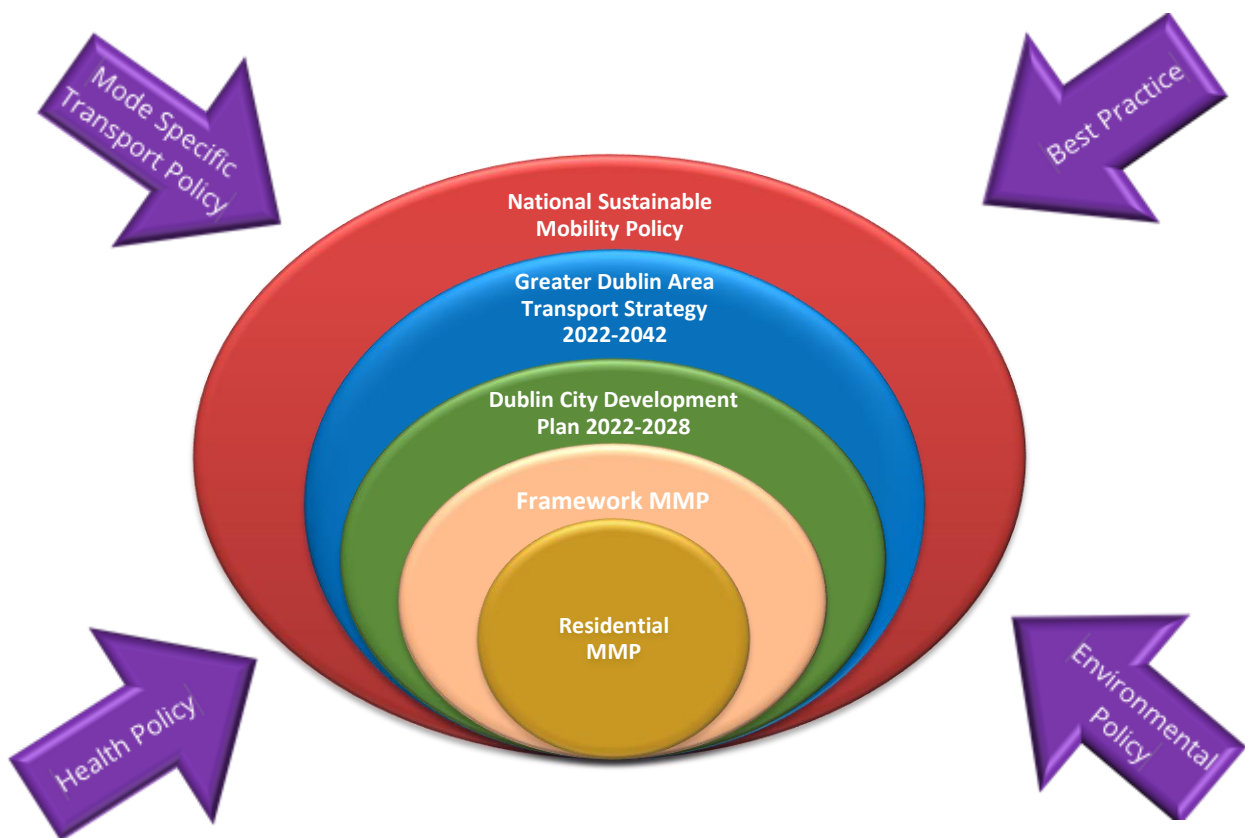 Mode Specific
Transport Policy
Best Practice
National Sustainable
Mobility Policy
Greater Dublin Area
Transport Strategy
2022-2042
Dublin City Development
Plan 2022-2028
Framework MMP
Residential
MMP
Health Policy
Environmental
Policy